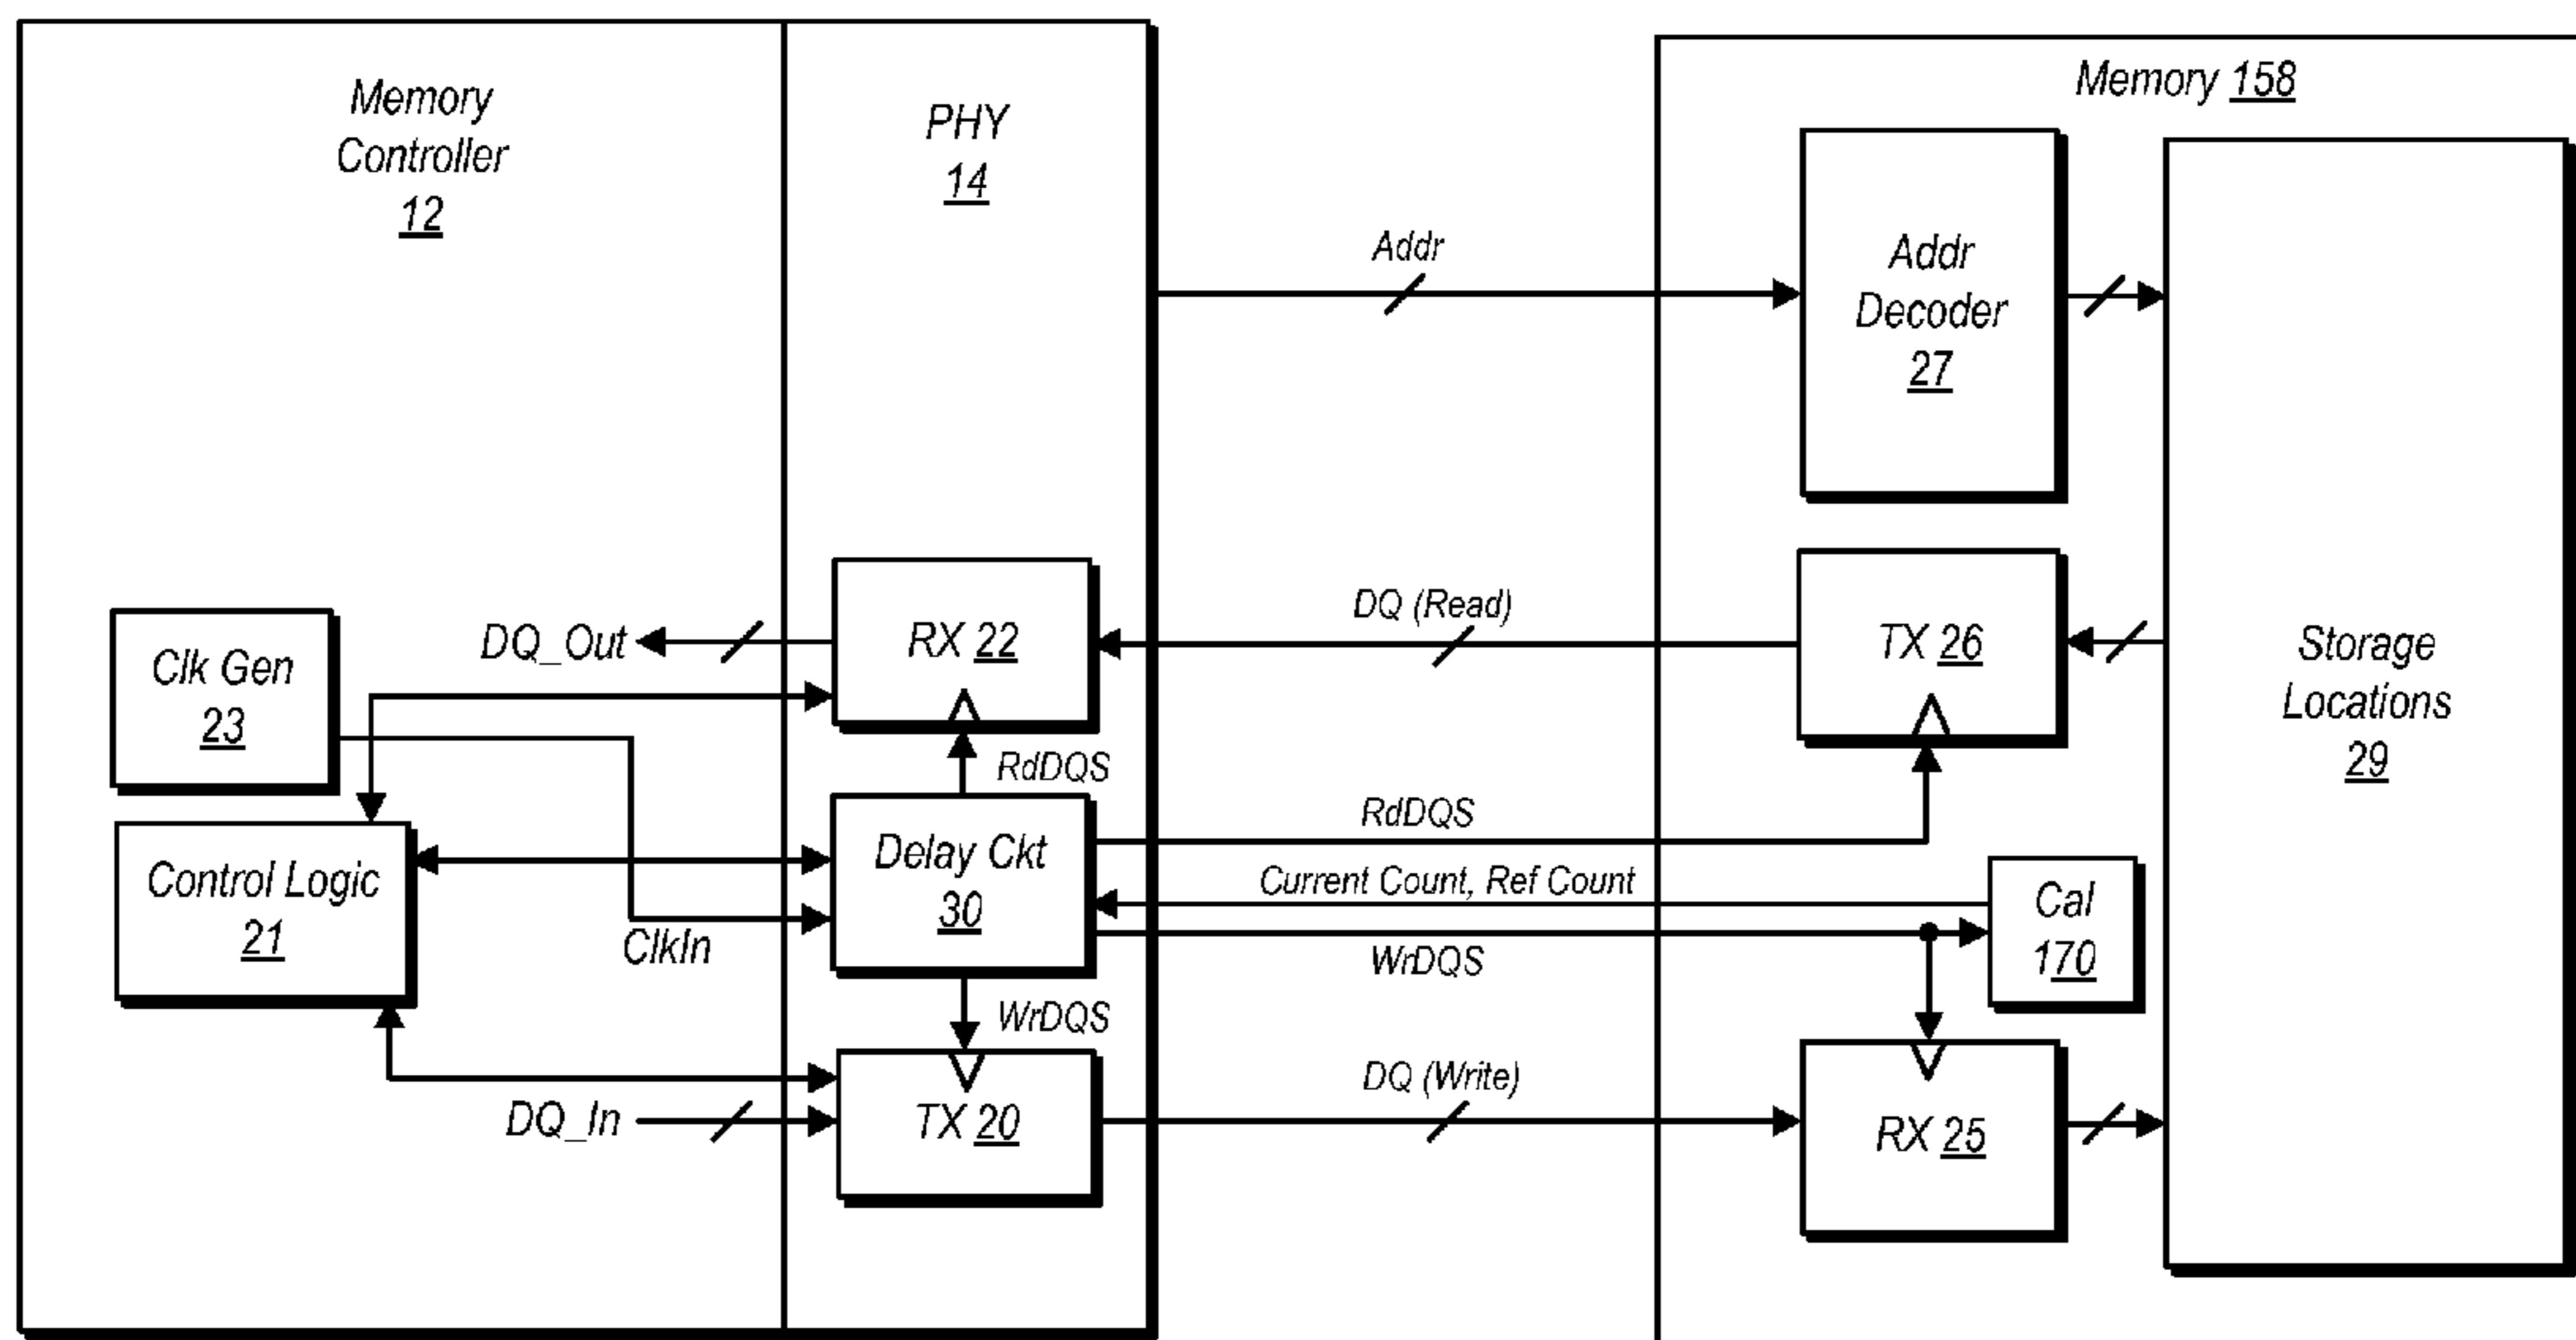 Memory
Controller
12
PHY
14
Addr
Memory 158
Addr
Decoder
27
Storage
Locations
29
Clk Gen
23
DQ_Out
RX 22
DQ (Read)
TX 26
RdDQS
RdDQS
Control Logic
21
Delay Ckt
30
Current Count, Ref Count
Cal
170
ClkIn
WrDQS
WrDQS
DQ_In
TX 20
DQ (Write)
RX 25